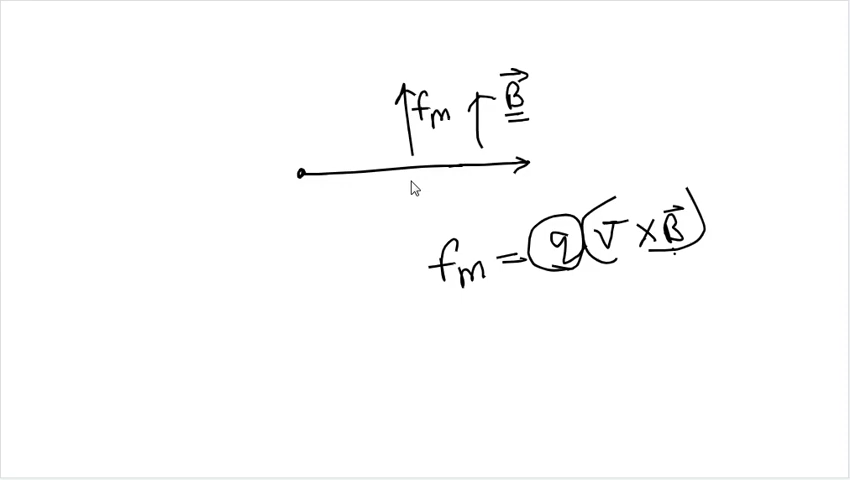 fm B⃗
fm = q (v × B⃗)